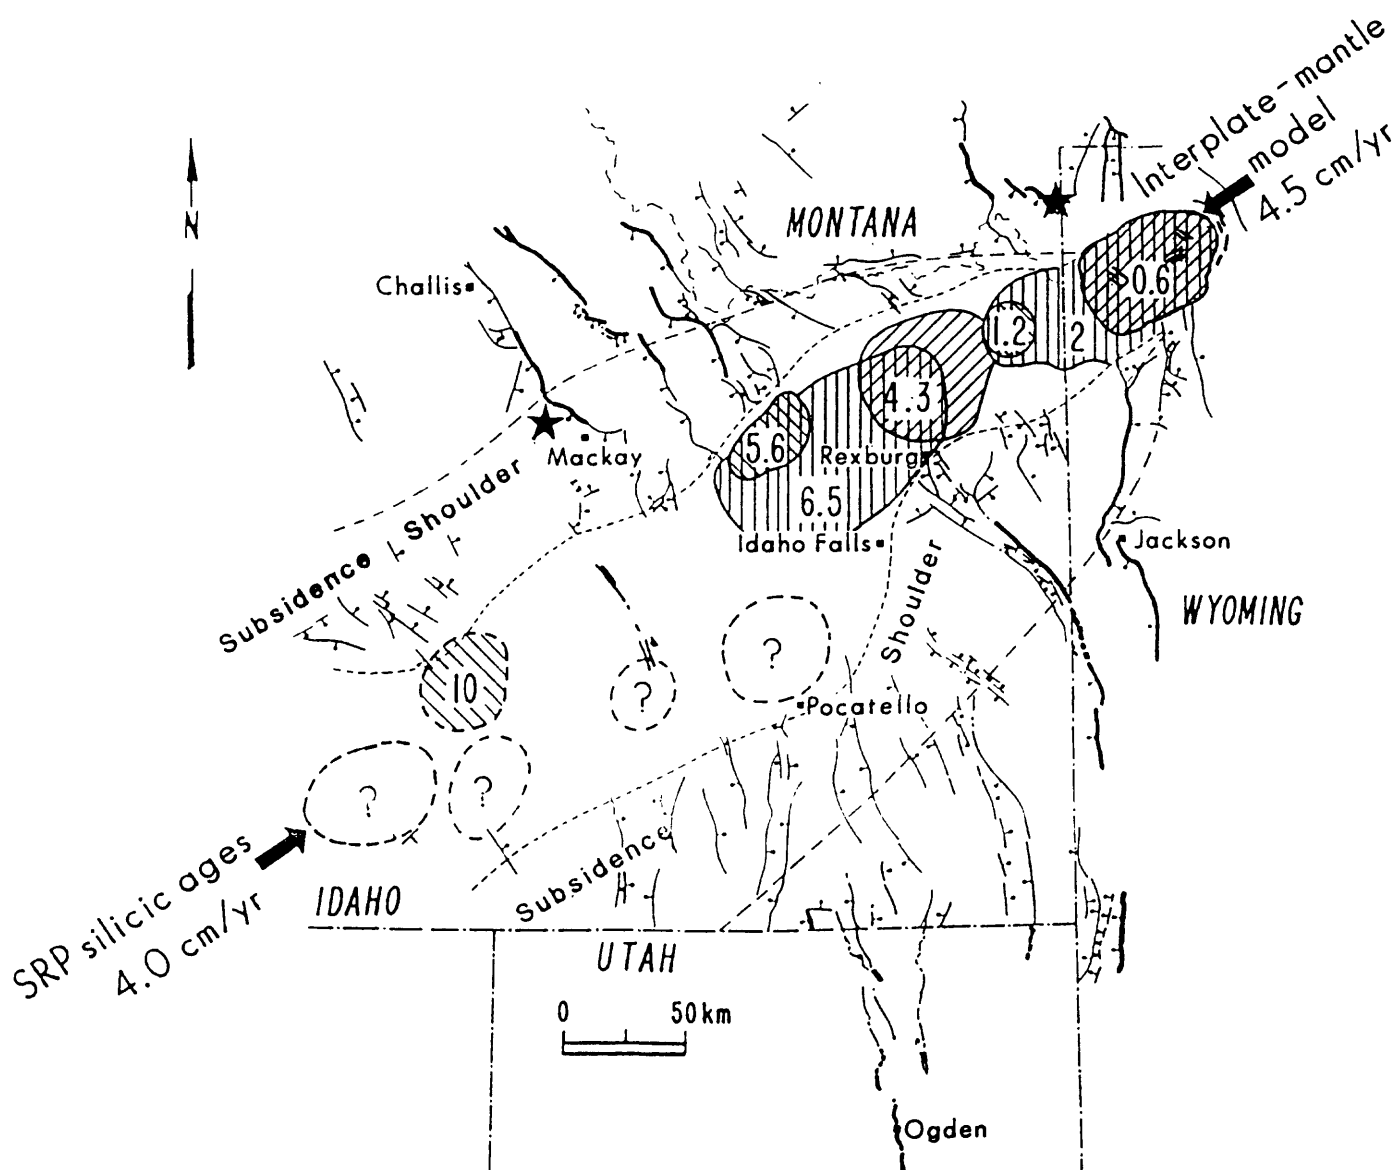 Interplate-mantle
model
4.5 cm/yr
N
MONTANA
Challis
0.6
1.2
2
4.3
5.6
Mackay
Rexburg
6.5
Subsidence Shoulder
Idaho Falls
Jackson
Shoulder
WYOMING
?
?
10
Pocatello
?
?
Subsidence
SRP silicic ages
4.0 cm/yr
IDAHO
UTAH
0 50 km
Ogden